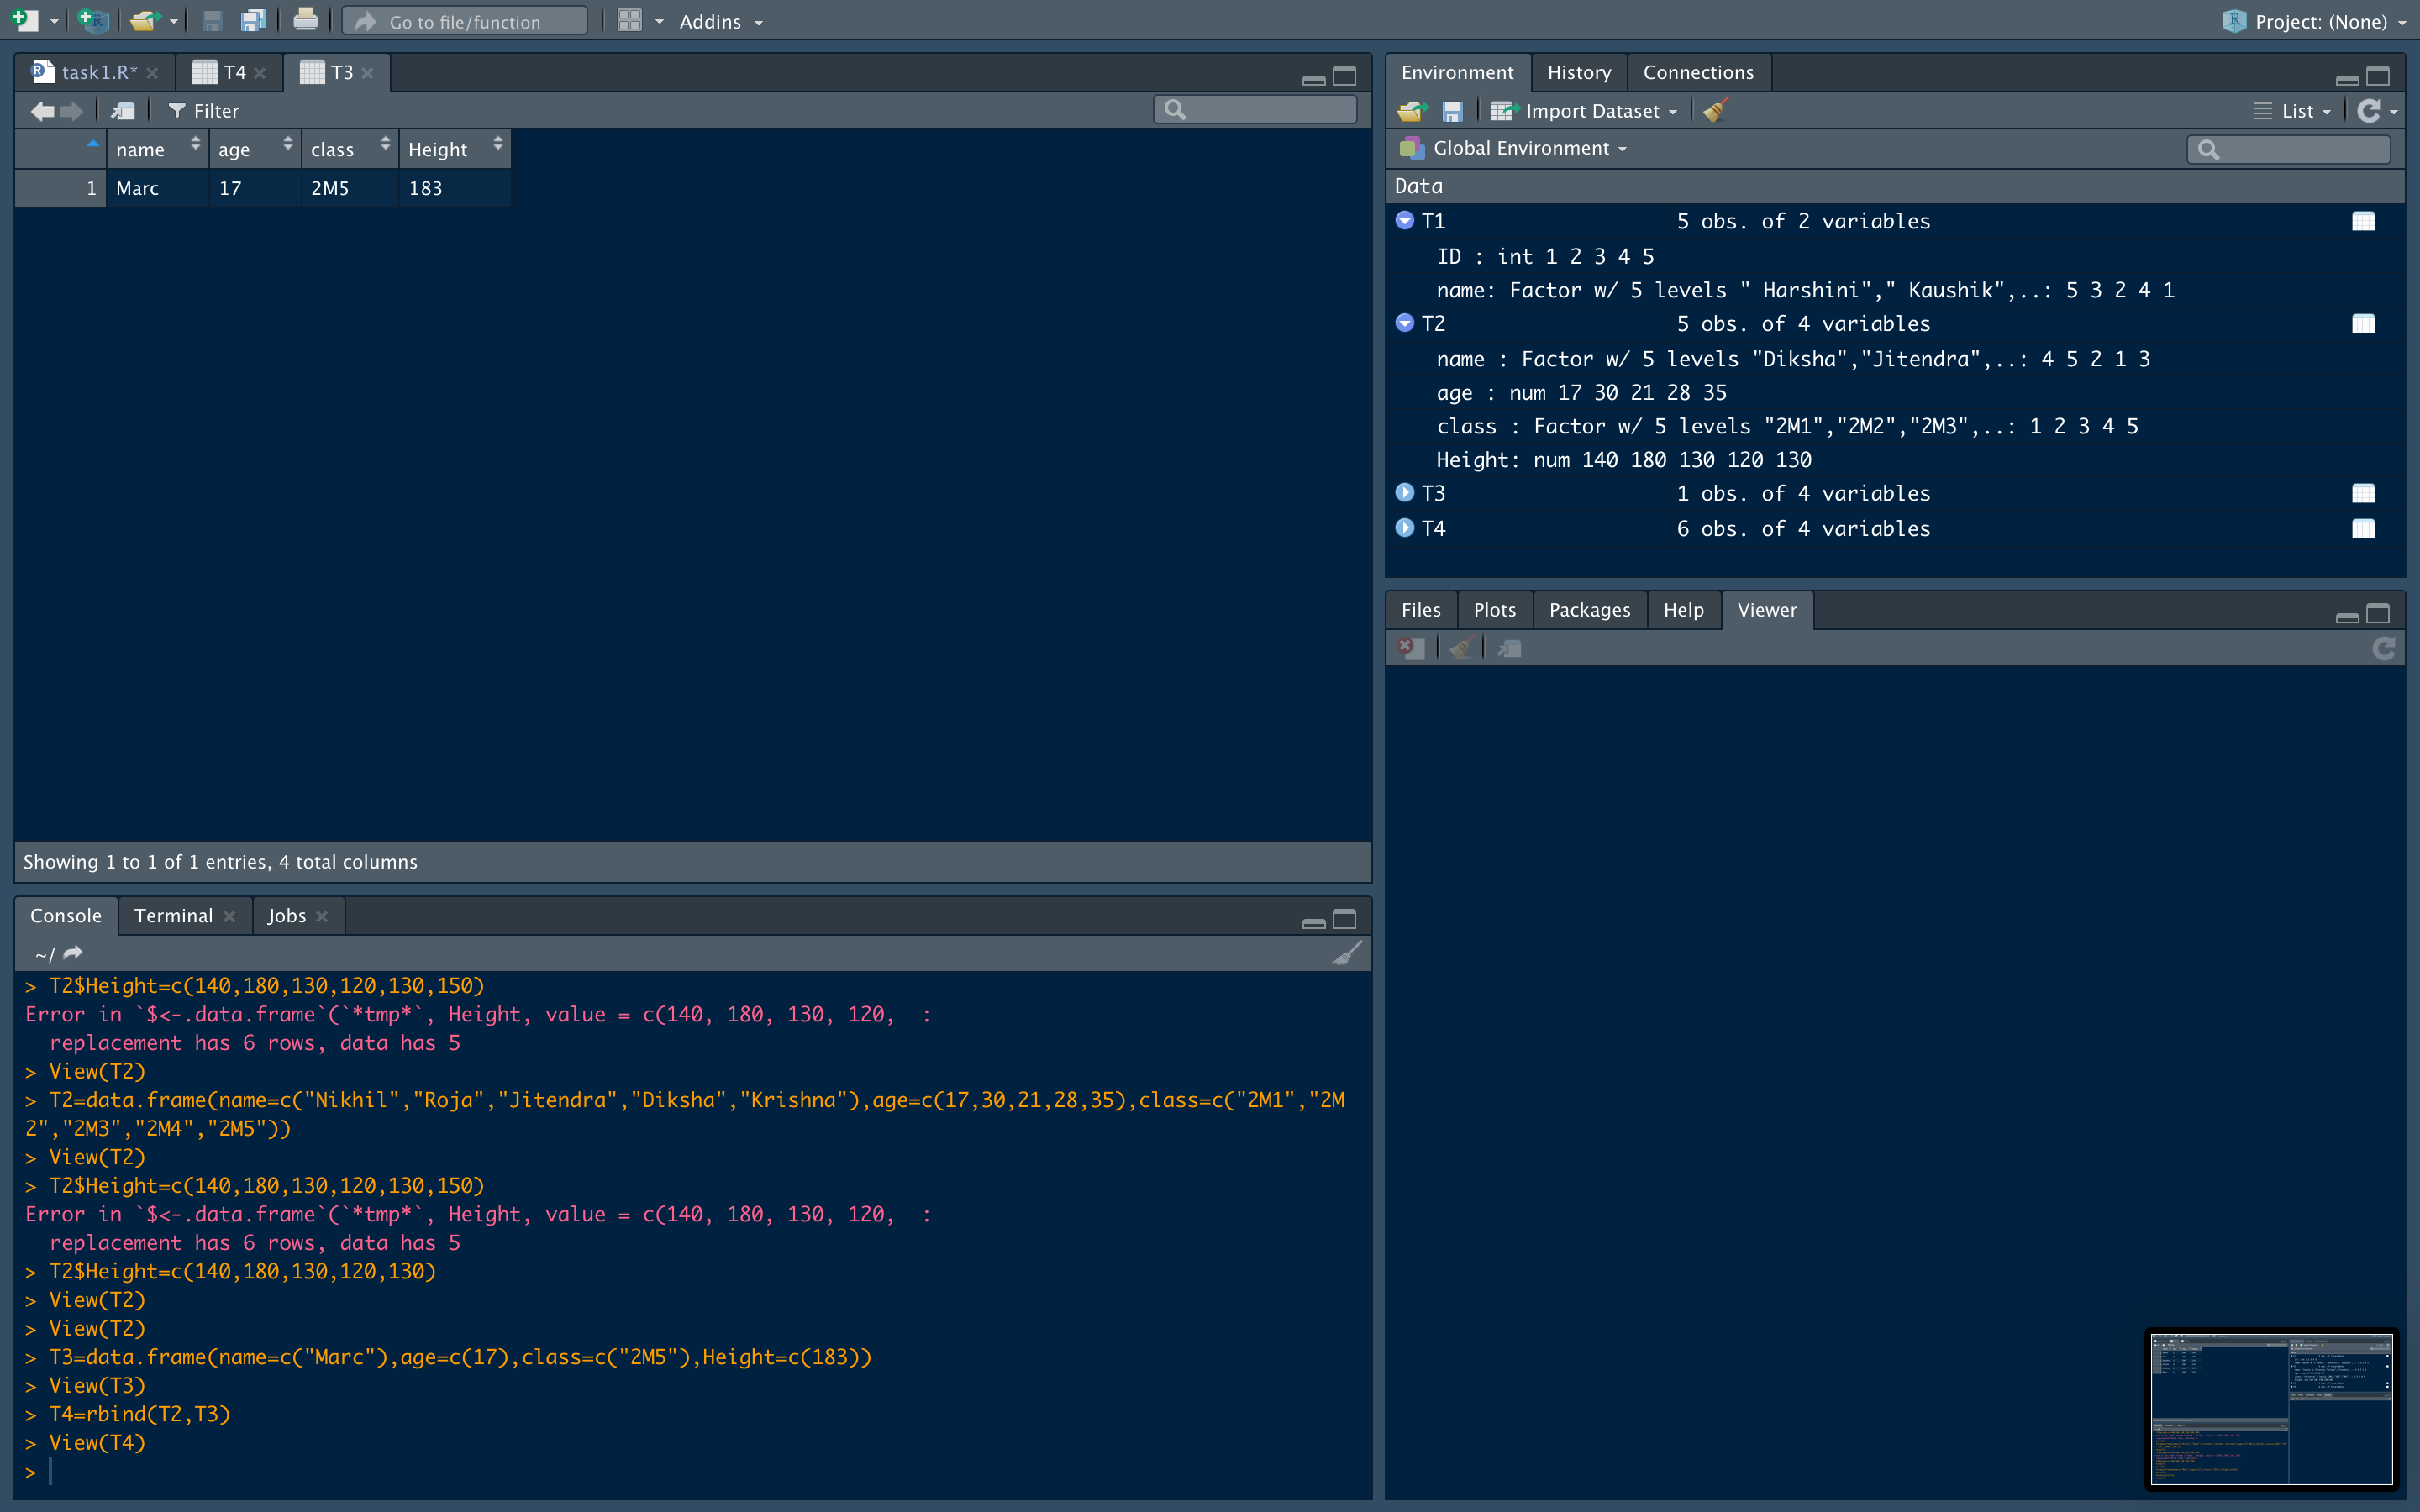 Go to file/function
Addins
Project: (None)
task1.R*
T4
T3
Filter
name age class Height
1 Marc 17 2M5 183
Showing 1 to 1 of 1 entries, 4 total columns
Console Terminal Jobs
~/
> T2$Height=c(140,180,130,120,130,150)
Error in `$<-.data.frame`(`*tmp*`, Height, value = c(140, 180, 130, 120,  :
  replacement has 6 rows, data has 5
> View(T2)
> T2=data.frame(name=c("Nikhil","Roja","Jitendra","Diksha","Krishna"),age=c(17,30,21,28,35),class=c("2M1","2M
2","2M3","2M4","2M5"))
> View(T2)
> T2$Height=c(140,180,130,120,130,150)
Error in `$<-.data.frame`(`*tmp*`, Height, value = c(140, 180, 130, 120,  :
  replacement has 6 rows, data has 5
> T2$Height=c(140,180,130,120,130)
> View(T2)
> View(T2)
> T3=data.frame(name=c("Marc"),age=c(17),class=c("2M5"),Height=c(183))
> View(T3)
> T4=rbind(T2,T3)
> View(T4)
>
Environment History Connections
Import Dataset
List
Global Environment
Data
T1 5 obs. of 2 variables
ID : int 1 2 3 4 5
name: Factor w/ 5 levels " Harshini"," Kaushik",..: 5 3 2 4 1
T2 5 obs. of 4 variables
name : Factor w/ 5 levels "Diksha","Jitendra",..: 4 5 2 1 3
age : num 17 30 21 28 35
class : Factor w/ 5 levels "2M1","2M2","2M3",..: 1 2 3 4 5
Height: num 140 180 130 120 130
T3 1 obs. of 4 variables
T4 6 obs. of 4 variables
Files Plots Packages Help Viewer